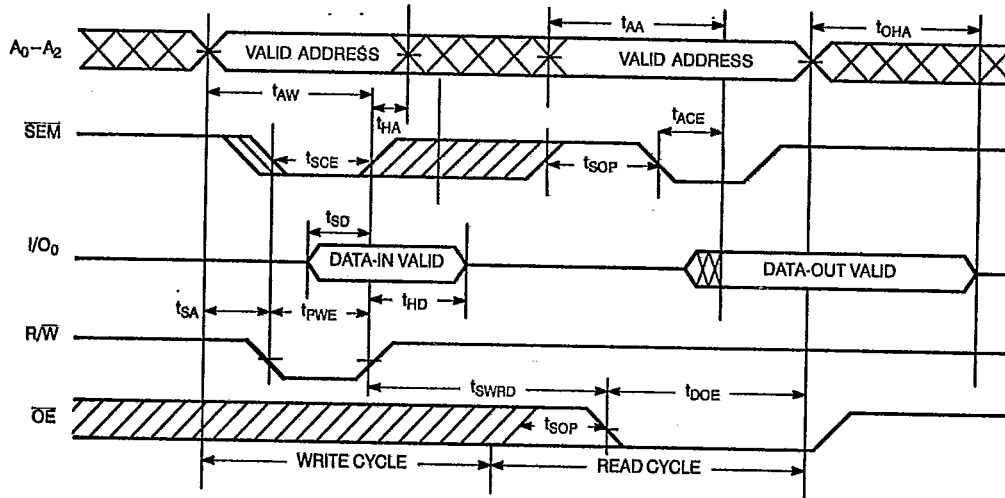 tAA
tOHA
A0–A2
VALID ADDRESS
VALID ADDRESS
tAW
tHA
tACE
SEM
tSCE
tSOP
tSD
I/O0
DATA-IN VALID
DATA-OUT VALID
tSA
tPWE
tHD
R/W
tSWRD
tDOE
OE
tSOP
WRITE CYCLE
READ CYCLE